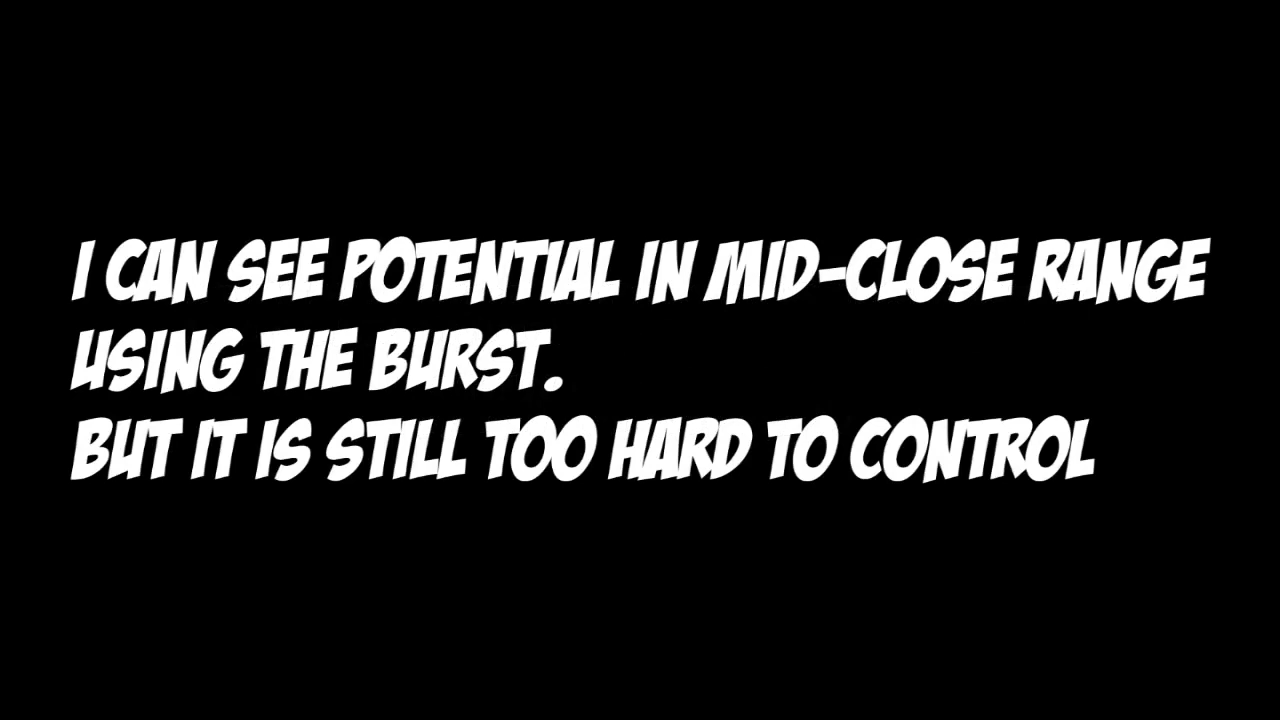 I CAN SEE POTENTIAL IN MID-CLOSE RANGE
USING THE BURST.
BUT IT IS STILL TOO HARD TO CONTROL